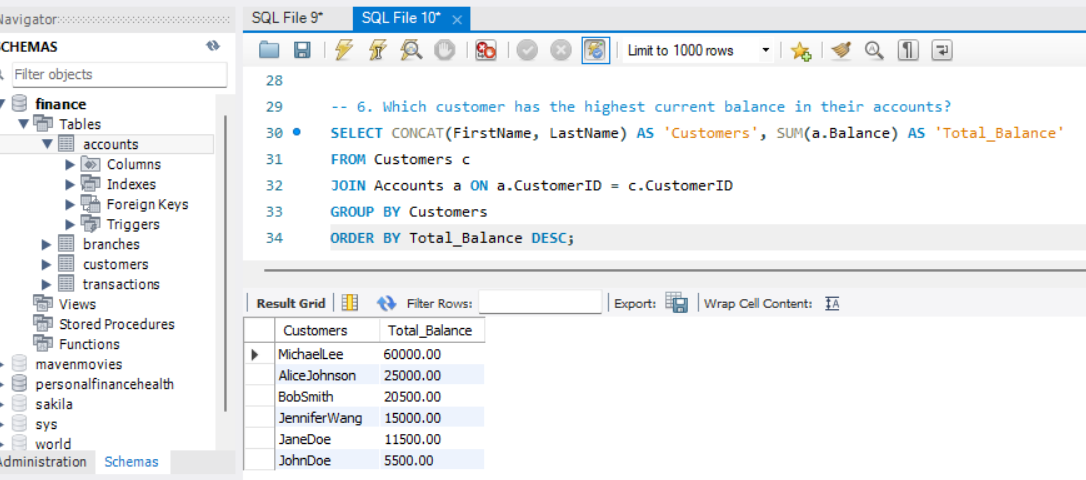 Navigator
SCHEMAS
Filter objects
finance
Tables
accounts
Columns
Indexes
Foreign Keys
Triggers
branches
customers
transactions
Views
Stored Procedures
Functions
mavenmovies
personalfinancehealth
sakila
sys
world
Administration Schemas
SQL File 9* SQL File 10*
Limit to 1000 rows
28
29 -- 6. Which customer has the highest current balance in their accounts?
30 SELECT CONCAT(FirstName, LastName) AS 'Customers', SUM(a.Balance) AS 'Total_Balance'
31 FROM Customers c
32 JOIN Accounts a ON a.CustomerID = c.CustomerID
33 GROUP BY Customers
34 ORDER BY Total_Balance DESC;
Result Grid Filter Rows: Export: Wrap Cell Content: IA
Customers Total_Balance
MichaelLee 60000.00
AliceJohnson 25000.00
BobSmith 20500.00
JenniferWang 15000.00
JaneDoe 11500.00
JohnDoe 5500.00